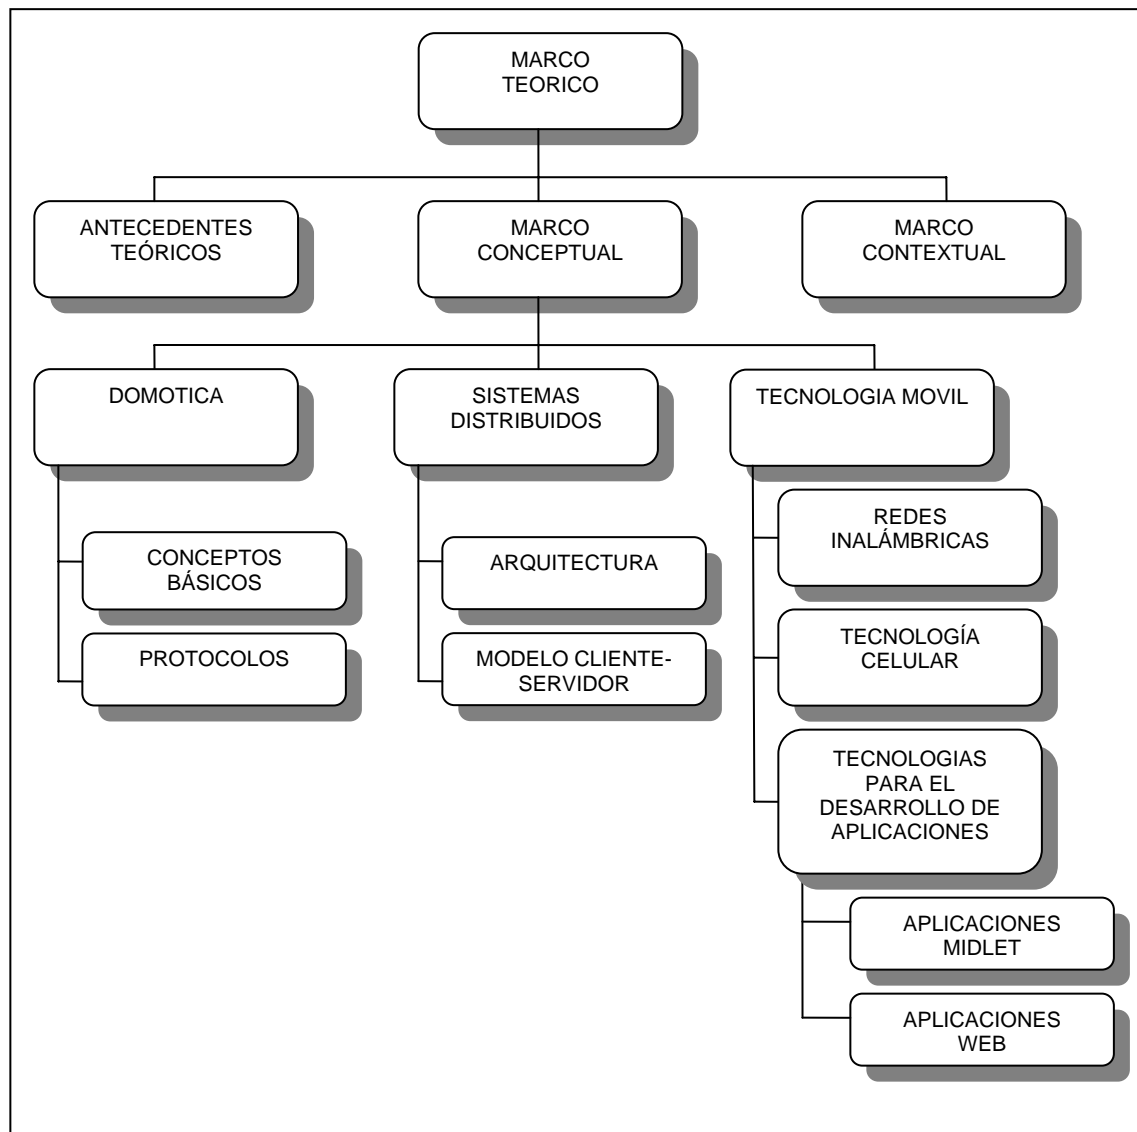 MARCO
TEORICO
ANTECEDENTES
TEÓRICOS
MARCO
CONCEPTUAL
MARCO
CONTEXTUAL
DOMOTICA
SISTEMAS
DISTRIBUIDOS
TECNOLOGIA MOVIL
CONCEPTOS
BÁSICOS
PROTOCOLOS
ARQUITECTURA
MODELO CLIENTE-
SERVIDOR
REDES
INALÁMBRICAS
TECNOLOGÍA
CELULAR
TECNOLOGIAS
PARA EL
DESARROLLO DE
APLICACIONES
APLICACIONES
MIDLET
APLICACIONES
WEB